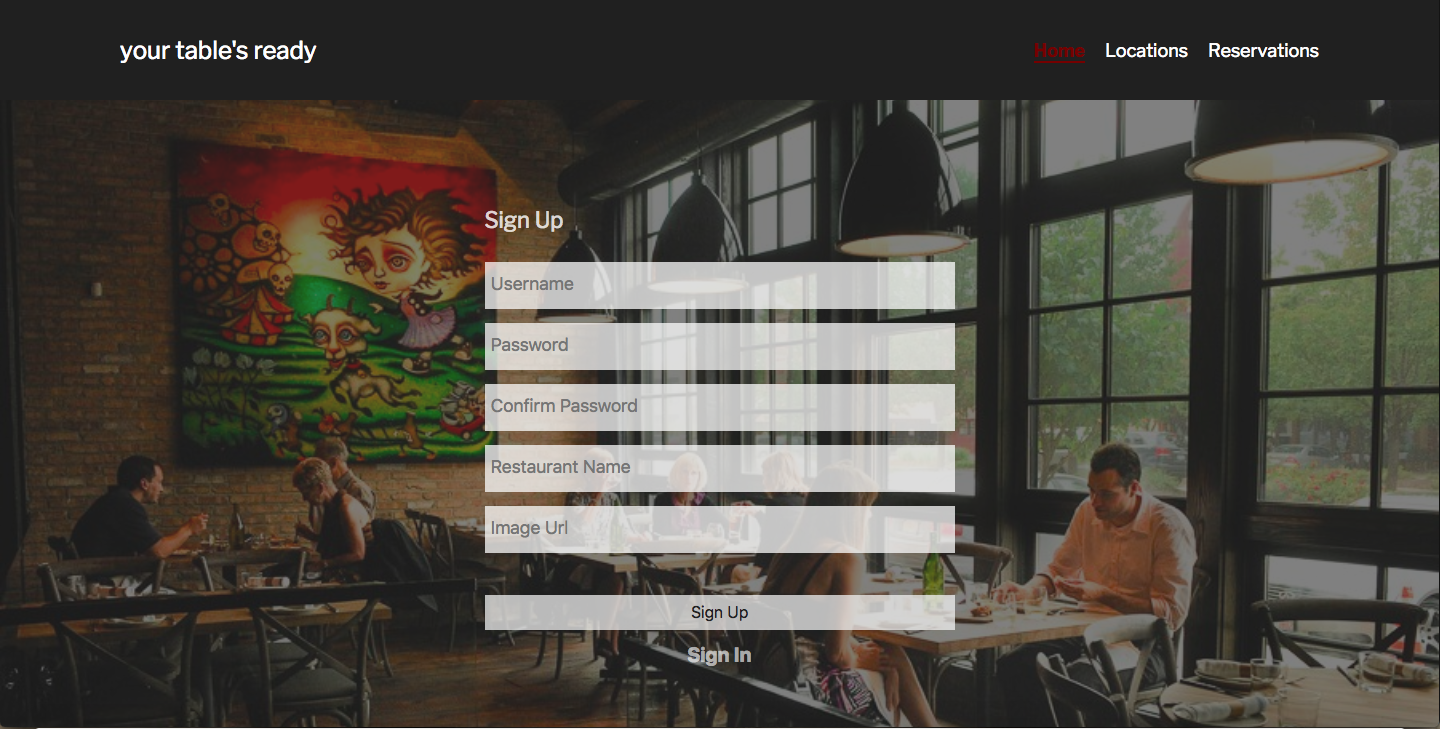 your table's ready
Home Locations Reservations
Sign Up
Username
Password
Confirm Password
Restaurant Name
Image Url
Sign Up
Sign In